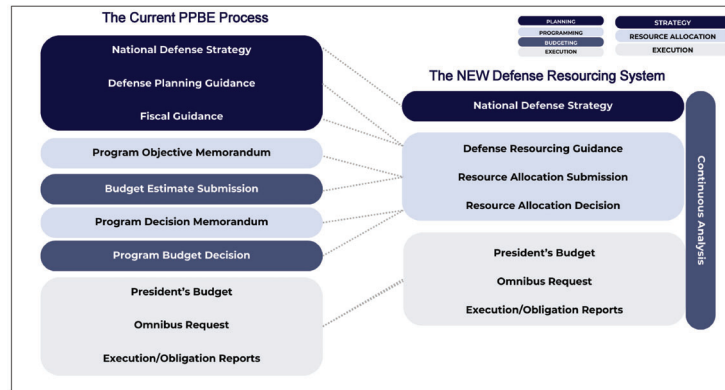 The Current PPBE Process
PLANNING
PROGRAMMING
BUDGETING
EXECUTION
STRATEGY
RESOURCE ALLOCATION
EXECUTION
National Defense Strategy
Defense Planning Guidance
Fiscal Guidance
Program Objective Memorandum
Budget Estimate Submission
Program Decision Memorandum
Program Budget Decision
President's Budget
Omnibus Request
Execution/Obligation Reports
The NEW Defense Resourcing System
National Defense Strategy
Defense Resourcing Guidance
Resource Allocation Submission
Resource Allocation Decision
President's Budget
Omnibus Request
Execution/Obligation Reports
Continuous Analysis